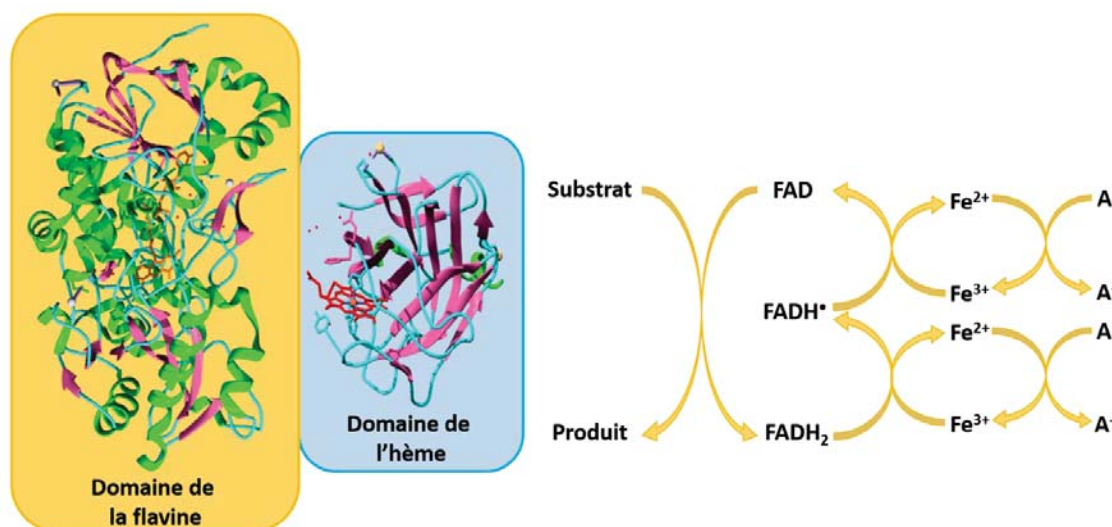 Domaine de
la flavine
Domaine de
l’hème
Substrat
Produit
FAD
FADH•
FADH₂
Fe²⁺
Fe³⁺
Fe²⁺
Fe³⁺
A
A
A
A